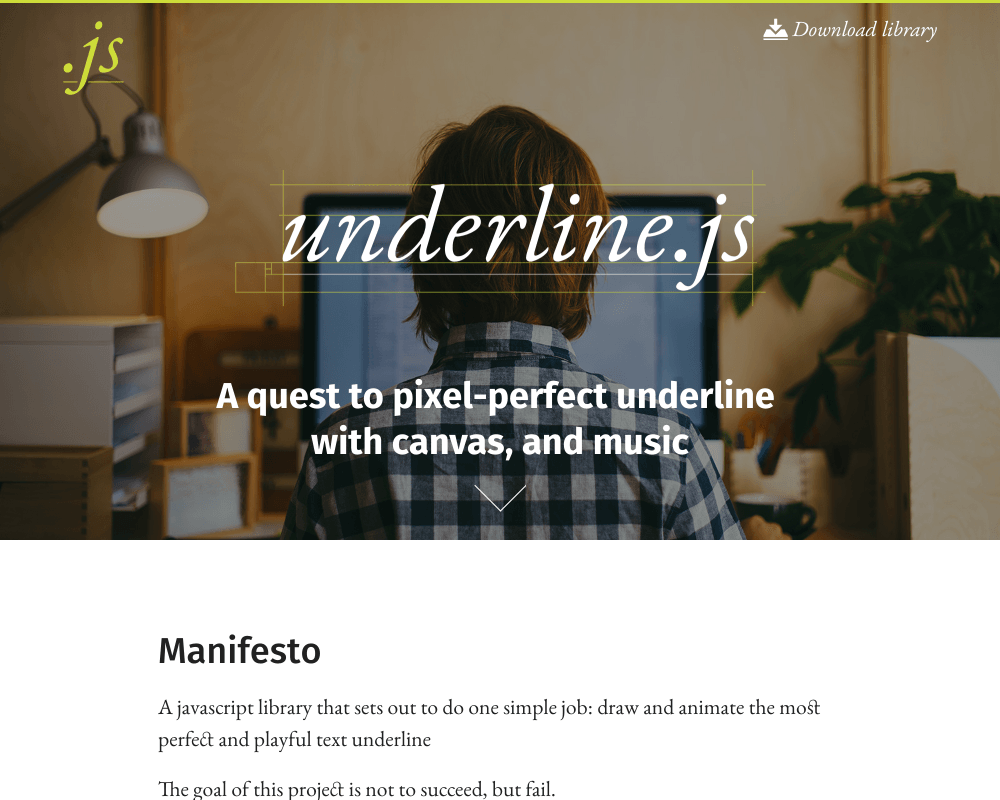 .js
Download library
underline.js
A quest to pixel-perfect underline
with canvas, and music
Manifesto
A javascript library that sets out to do one simple job: draw and animate the most
perfect and playful text underline
The goal of this project is not to succeed, but fail.